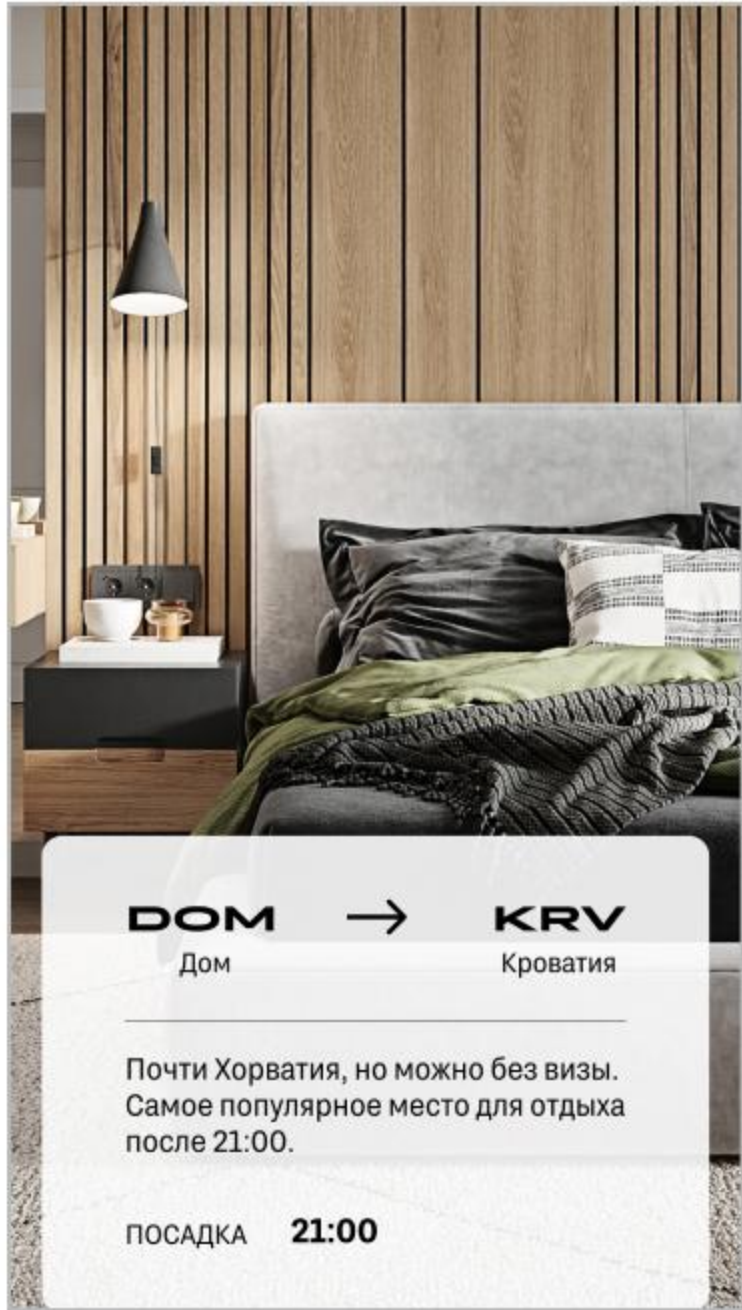 DOM → KRV
Дом Кроватия
Почти Хорватия, но можно без визы.
Самое популярное место для отдыха
после 21:00.
ПОСАДКА 21:00